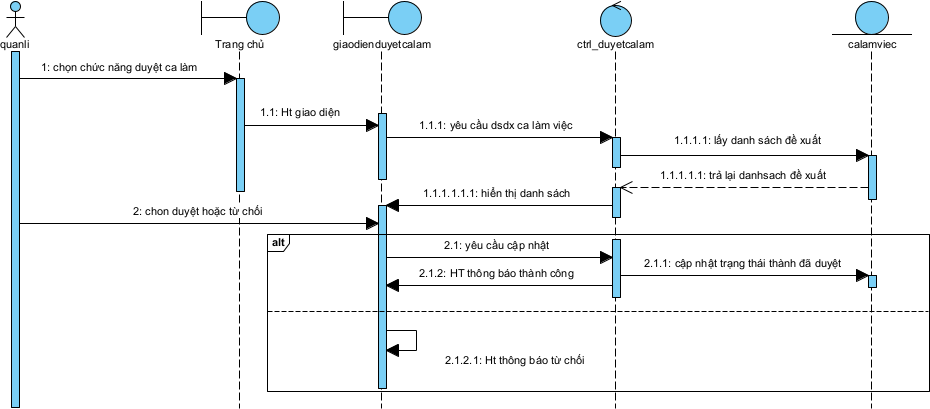 quanli
Trang chủ
giaodienduyetcalam
ctrl_duyetcalam
calamviec
1: chọn chức năng duyệt ca làm
1.1: Ht giao diện
1.1.1: yêu cầu dsdx ca làm việc
1.1.1.1: lấy danh sách đề xuất
1.1.1.1.1: trả lại danhsach đề xuất
1.1.1.1.1.1: hiển thị danh sách
2: chon duyệt hoặc từ chối
alt
2.1: yêu cầu cập nhật
2.1.1: cập nhật trạng thái thành đã duyệt
2.1.2: HT thông báo thành công
2.1.2.1: Ht thông báo từ chối